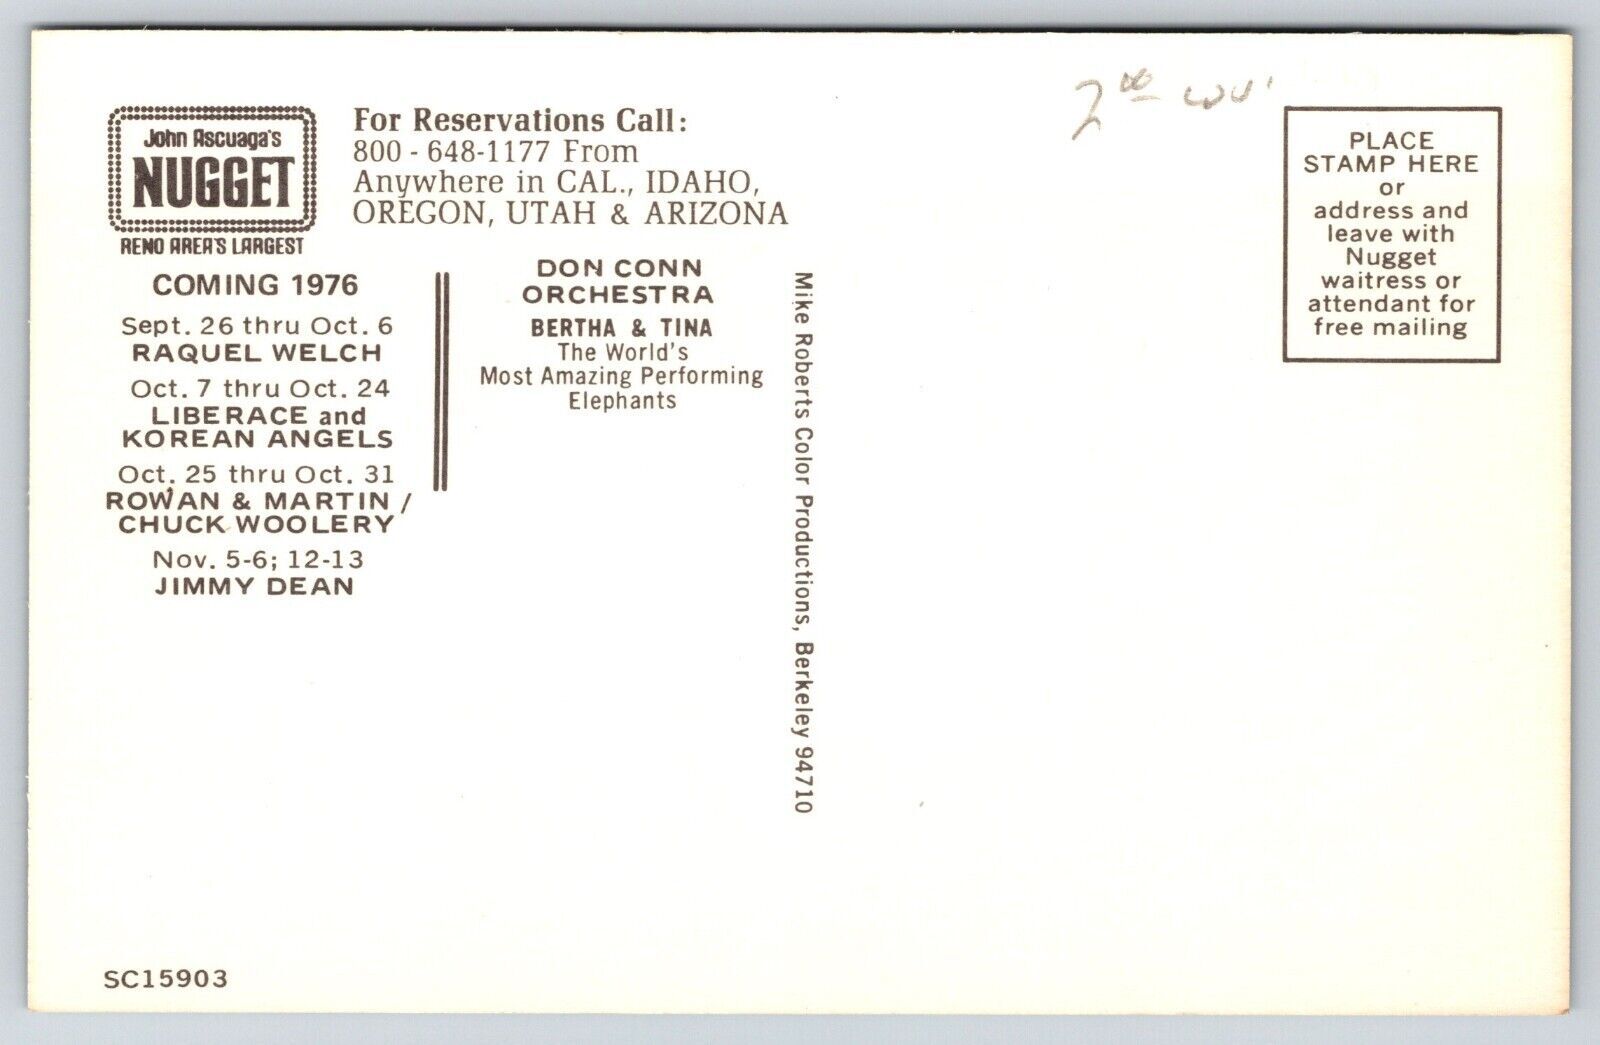 John Ascuaga's
NUGGET
RENO AREA'S LARGEST
For Reservations Call:
800 - 648-1177 From
Anywhere in CAL., IDAHO,
OREGON, UTAH & ARIZONA
COMING 1976
Sept. 26 thru Oct. 6
RAQUEL WELCH
Oct. 7 thru Oct. 24
LIBERACE and
KOREAN ANGELS
Oct. 25 thru Oct. 31
ROWAN & MARTIN /
CHUCK WOOLERY
Nov. 5-6; 12-13
JIMMY DEAN
DON CONN
ORCHESTRA
BERTHA & TINA
The World's
Most Amazing Performing
Elephants
Mike Roberts Color Productions, Berkeley 94710
2 00
PLACE
STAMP HERE
or
address and
leave with
Nugget
waitress or
attendant for
free mailing
SC15903